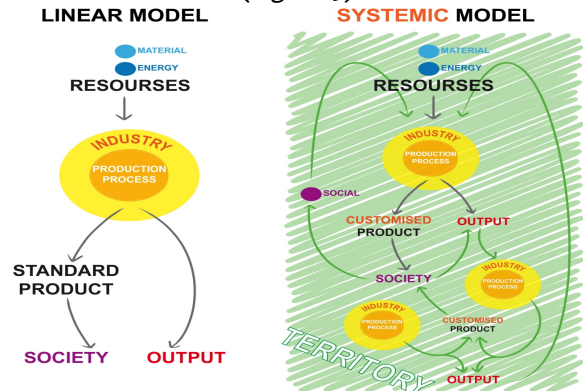 LINEAR MODEL
MATERIAL
ENERGY
RESOURSES
INDUSTRY
PRODUCTION
PROCESS
STANDARD
PRODUCT
SOCIETY
OUTPUT
SYSTEMIC MODEL
MATERIAL
ENERGY
RESOURSES
INDUSTRY
PRODUCTION
PROCESS
SOCIAL
CUSTOMISED
PRODUCT
OUTPUT
SOCIETY
INDUSTRY
PRODUCTION
PROCESS
INDUSTRY
PRODUCTION
PROCESS
CUSTOMISED
PRODUCT
TERRITORY
OUTPUT